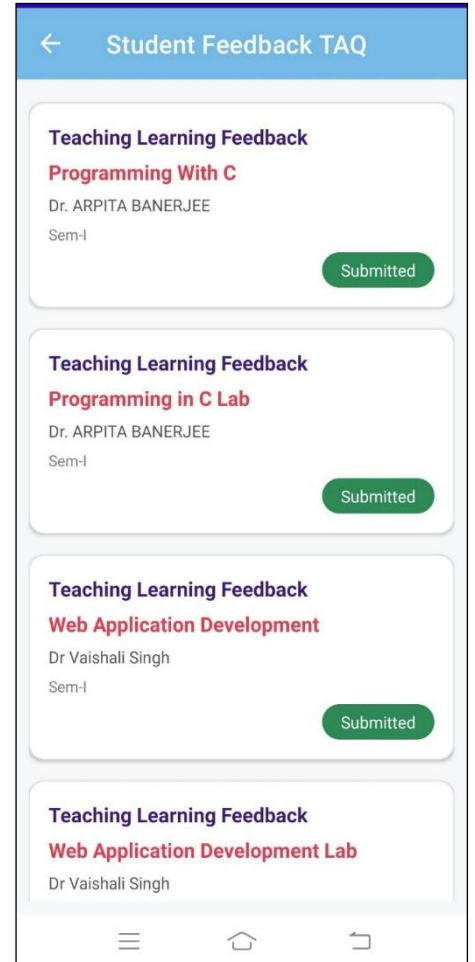 Student Feedback TAQ
Teaching Learning Feedback
Programming With C
Dr. ARPITA BANERJEE
Sem-I
Submitted
Teaching Learning Feedback
Programming in C Lab
Dr. ARPITA BANERJEE
Sem-I
Submitted
Teaching Learning Feedback
Web Application Development
Dr Vaishali Singh
Sem-I
Submitted
Teaching Learning Feedback
Web Application Development Lab
Dr Vaishali Singh